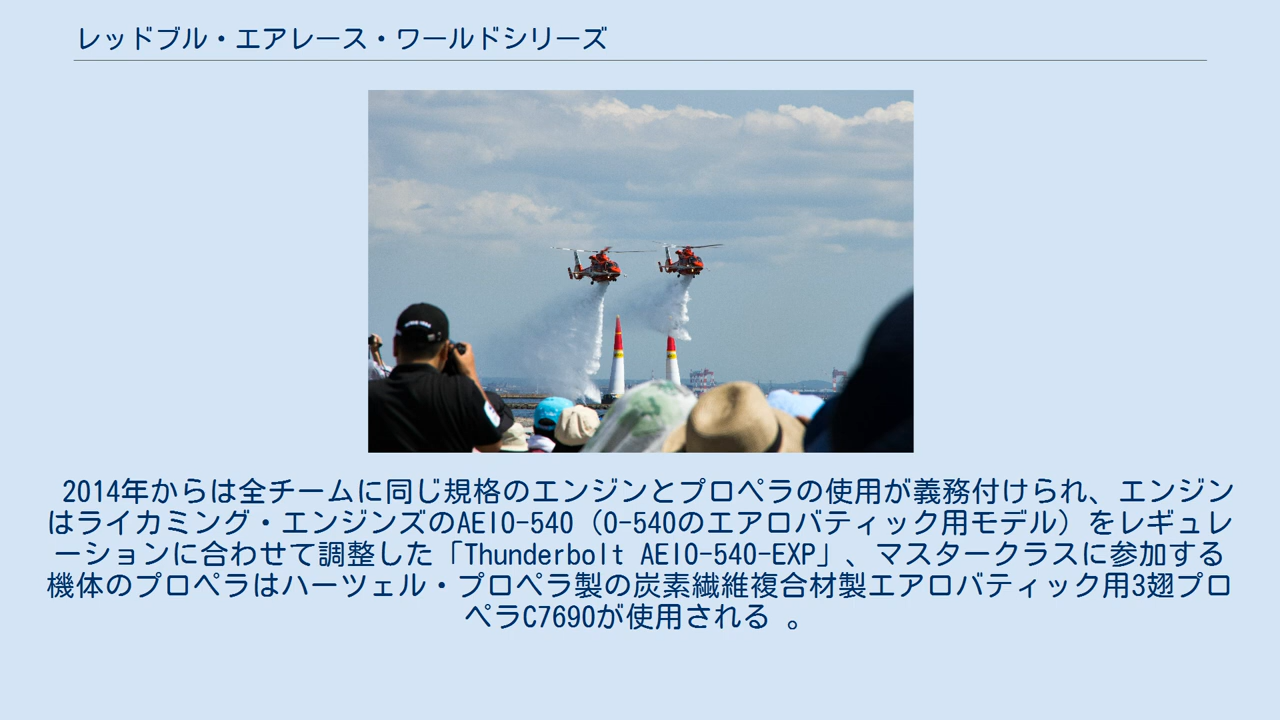 レッドブル・エアレース・ワールドシリーズ
2014年からは全チームに同じ規格のエンジンとプロペラの使用が義務付けられ、エンジン
はライカミング・エンジンズのAEIO-540（O-540のエアロバティック用モデル）をレギュレ
ーションに合わせて調整した「Thunderbolt AEIO-540-EXP」、マスタークラスに参加する
機体のプロペラはハーツェル・プロペラ製の炭素繊維複合材製エアロバティック用3翅プロ
ペラC7690が使用される 。